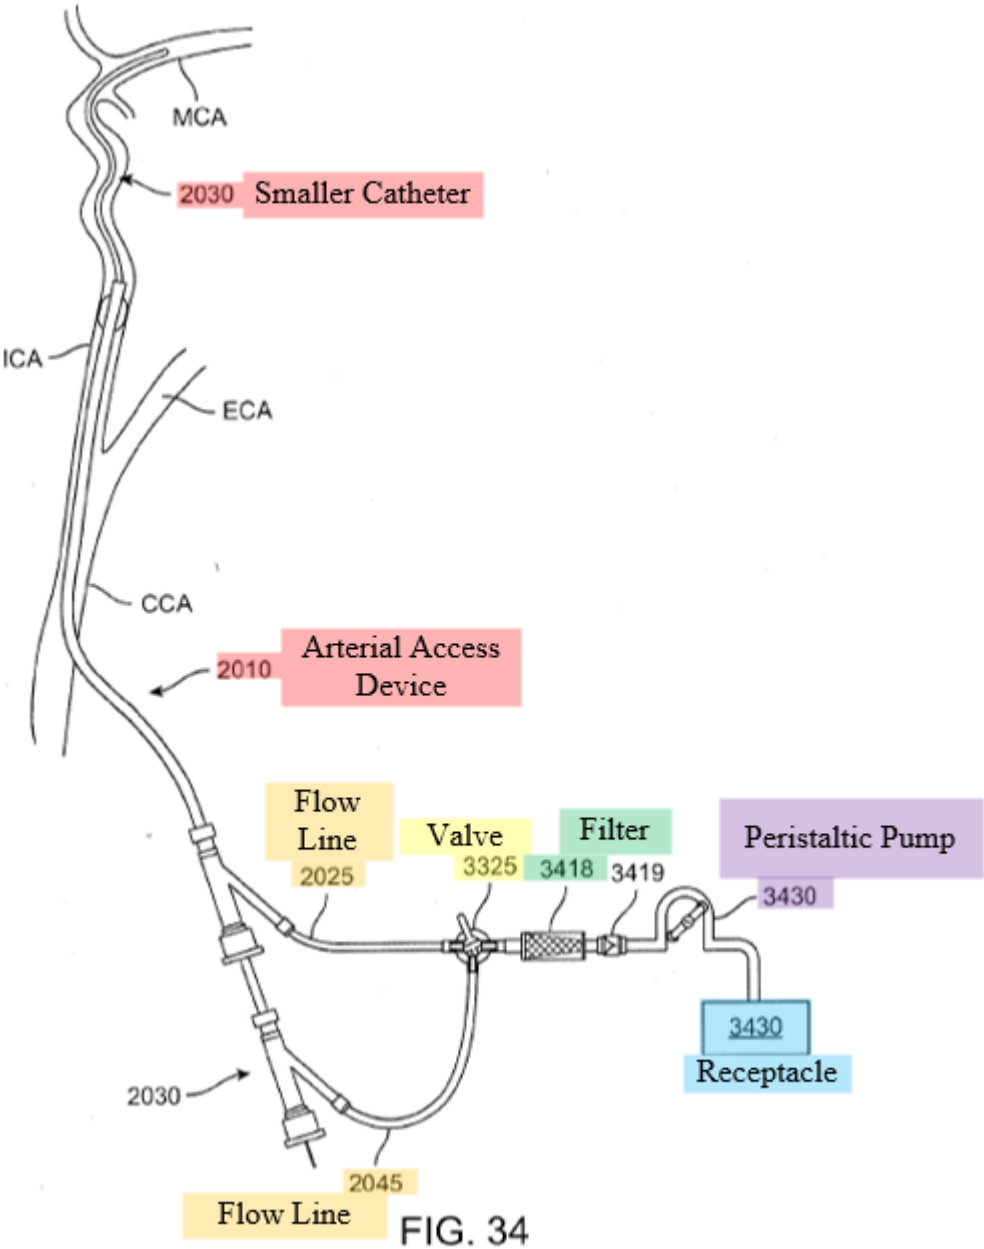 MCA
2030 Smaller Catheter
ICA
ECA
CCA
2010
Arterial Access
Device
Flow
Line
2025
Valve
3325
Filter
3418
3419
Peristaltic Pump
3430
3430
Receptacle
2030
2045
Flow Line
FIG. 34